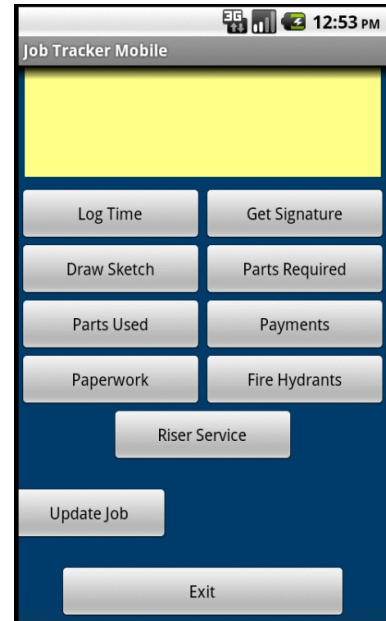 3G 12:53 PM
Job Tracker Mobile
Log Time Get Signature
Draw Sketch Parts Required
Parts Used Payments
Paperwork Fire Hydrants
Riser Service
Update Job
Exit